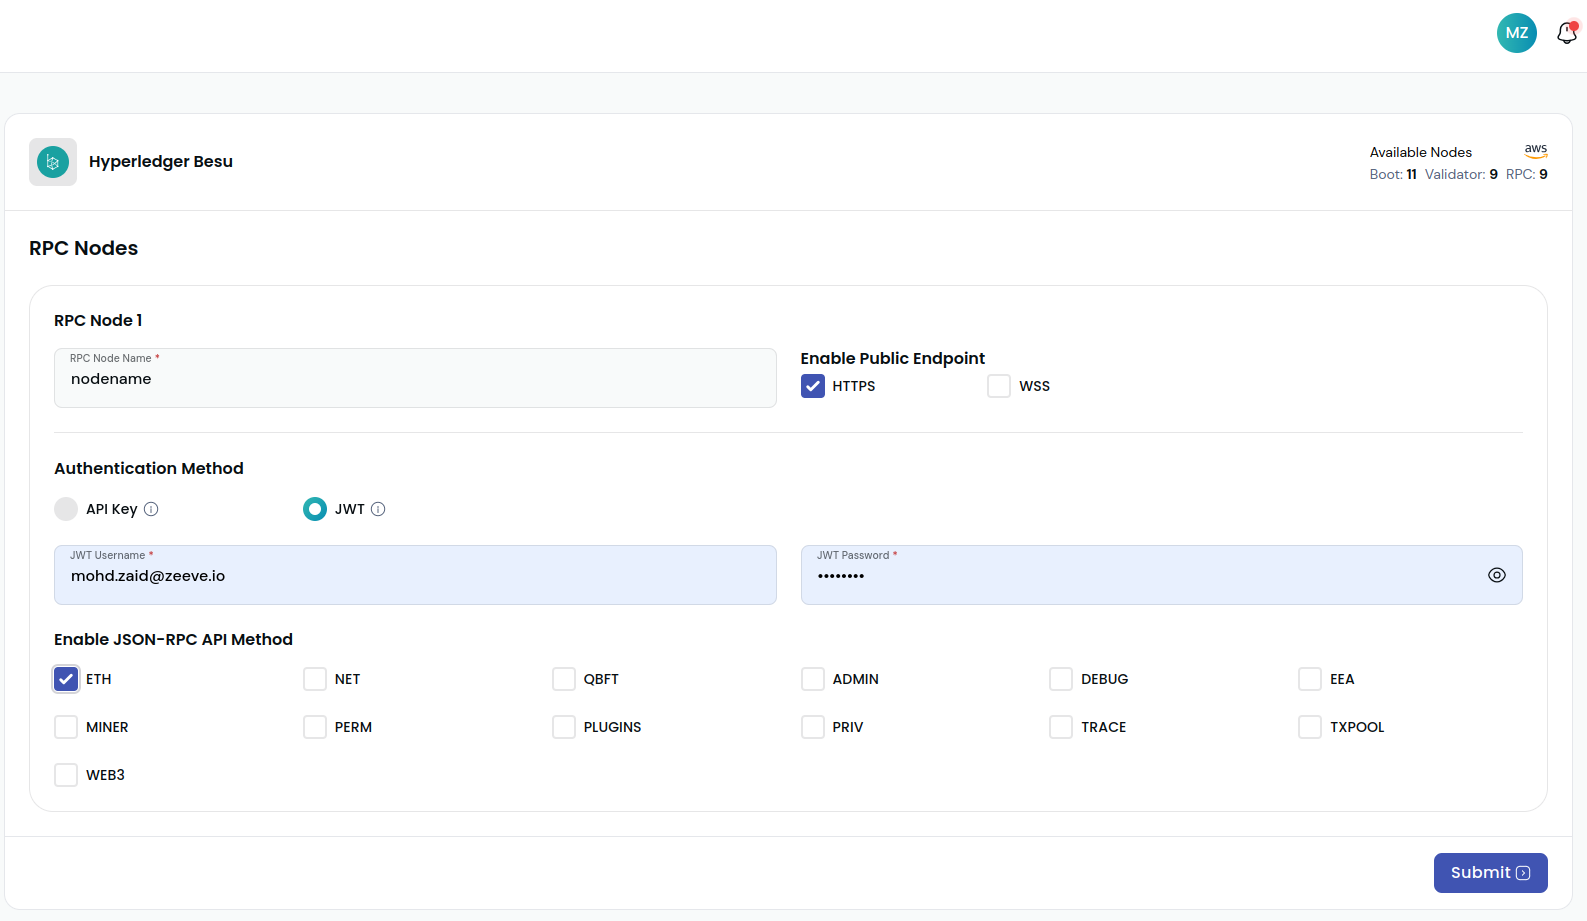 MZ
Hyperledger Besu
Available Nodes aws
Boot: 11 Validator: 9 RPC: 9
RPC Nodes
RPC Node 1
RPC Node Name *
nodename
Enable Public Endpoint
HTTPS WSS
Authentication Method
API Key JWT
JWT Username *
mohd.zaid@zeeve.io
JWT Password *
••••••••
Enable JSON-RPC API Method
ETH NET QBFT ADMIN DEBUG EEA
MINER PERM PLUGINS PRIV TRACE TXPOOL
WEB3
Submit